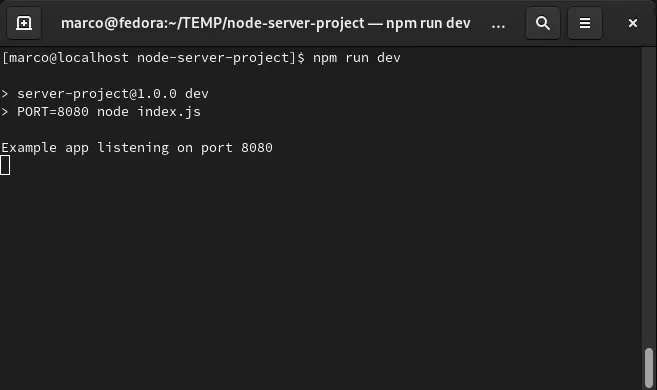 marco@fedora:~/TEMP/node-server-project — npm run dev ...
[marco@localhost node-server-project]$ npm run dev
> server-project@1.0.0 dev
> PORT=8080 node index.js
Example app listening on port 8080